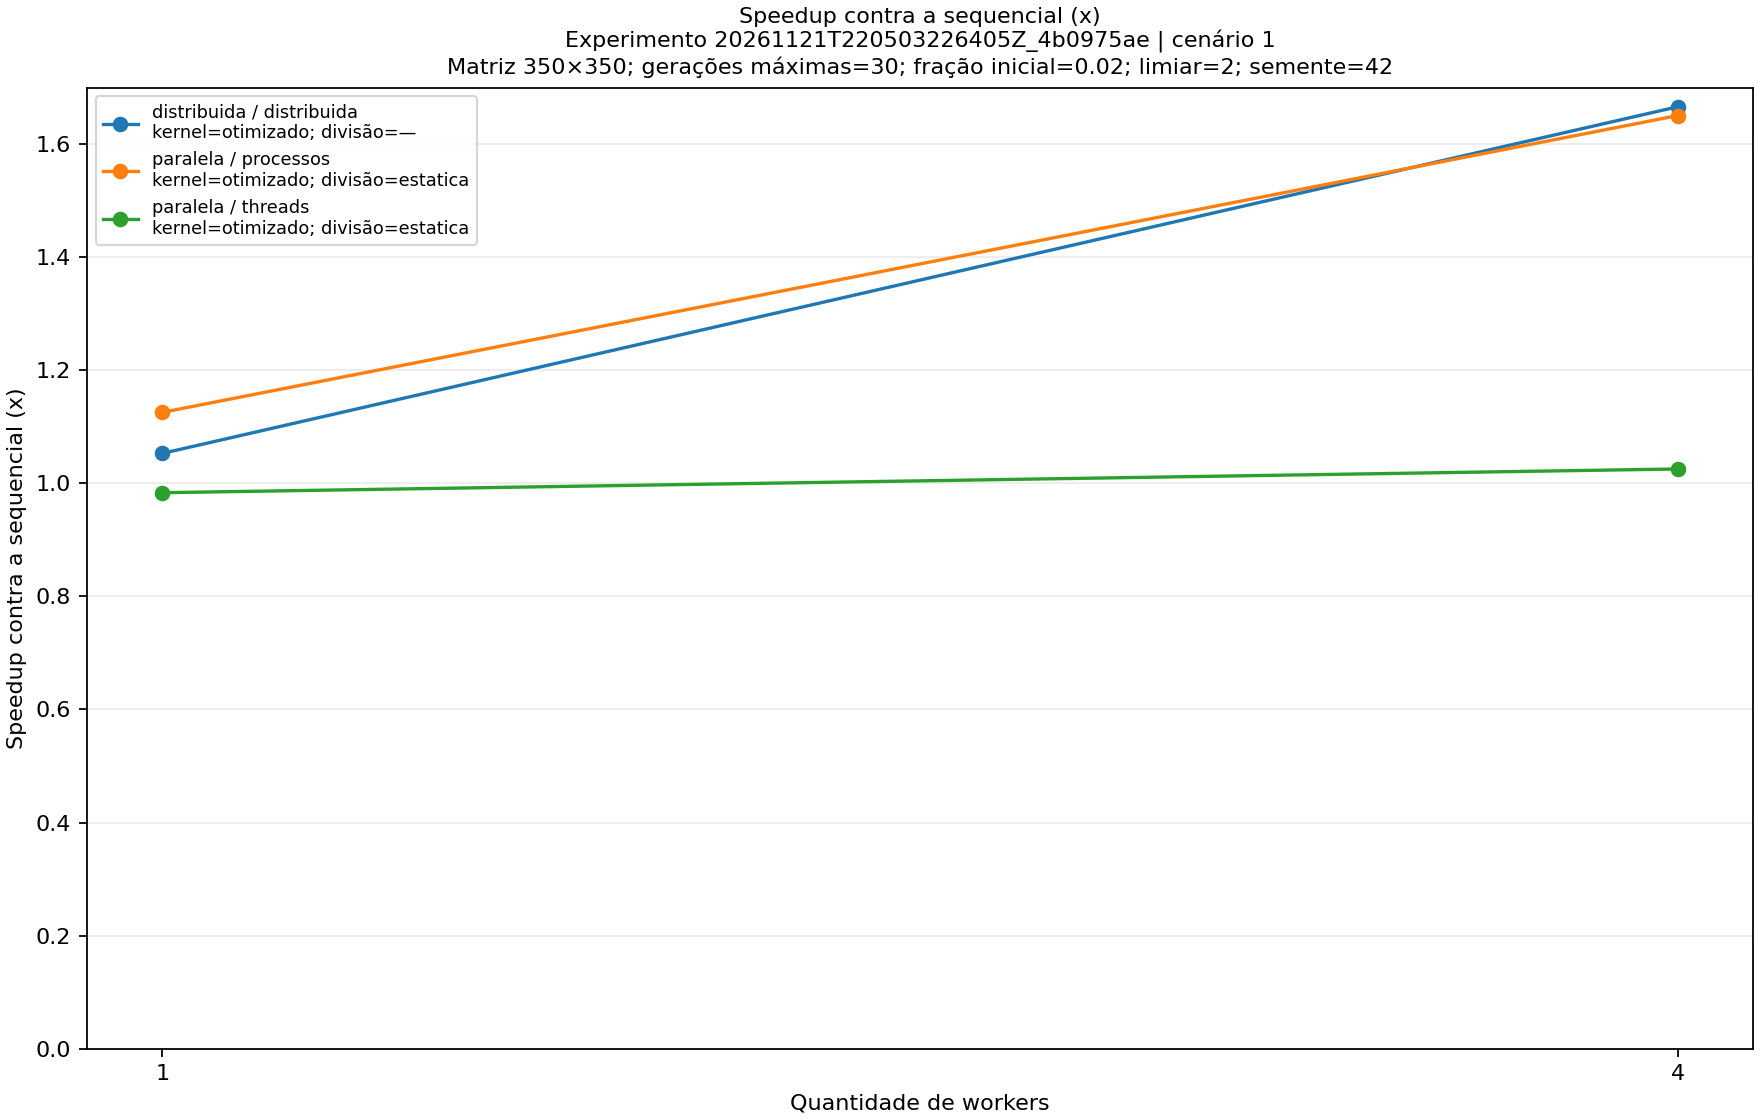 Speedup contra a sequencial (x)
Experimento 20261121T220503226405Z_4b0975ae | cenário 1
Matriz 350×350; gerações máximas=30; fração inicial=0.02; limiar=2; semente=42
distribuida / distribuida
kernel=otimizado; divisão=—
paralela / processos
kernel=otimizado; divisão=estatica
paralela / threads
kernel=otimizado; divisão=estatica
Speedup contra a sequencial (x)
1.6
1.4
1.2
1.0
0.8
0.6
0.4
0.2
0.0
1
4
Quantidade de workers